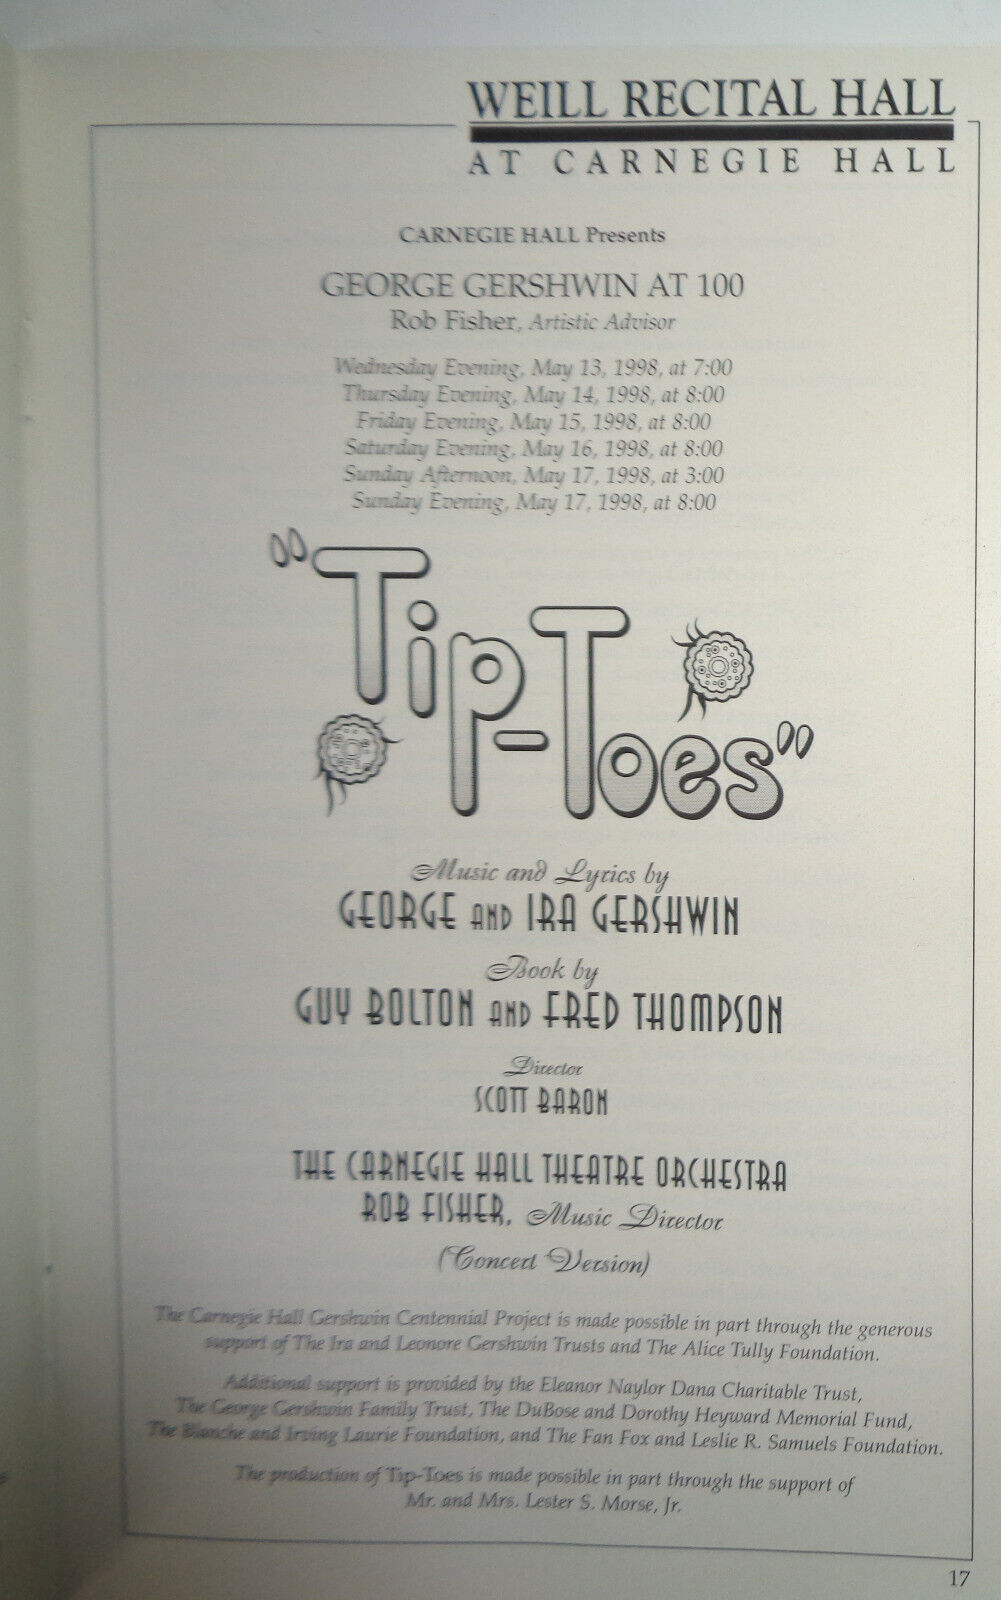 WEILL RECITAL HALL
AT CARNEGIE HALL
CARNEGIE HALL Presents
GEORGE GERSHWIN AT 100
Rob Fisher, Artistic Advisor
Wednesday Evening, May 13, 1998, at 7:00
Thursday Evening, May 14, 1998, at 8:00
Friday Evening, May 15, 1998, at 8:00
Saturday Evening, May 16, 1998, at 8:00
Sunday Afternoon, May 17, 1998, at 3:00
Sunday Evening, May 17, 1998, at 8:00
"Tip-Toes"
Music and Lyrics by
GEORGE AND IRA GERSHWIN
Book by
GUY BOLTON AND FRED THOMPSON
Director
SCOTT BARON
THE CARNEGIE HALL THEATRE ORCHESTRA
ROB FISHER, Music Director
(Concert Version)
The Carnegie Hall Gershwin Centennial Project is made possible in part through the generous
support of The Ira and Leonore Gershwin Trusts and The Alice Tully Foundation.
Additional support is provided by the Eleanor Naylor Dana Charitable Trust,
The George Gershwin Family Trust, The DuBose and Dorothy Heyward Memorial Fund,
The Blanche and Irving Laurie Foundation, and The Fan Fox and Leslie R. Samuels Foundation.
The production of Tip-Toes is made possible in part through the support of
Mr. and Mrs. Lester S. Morse, Jr.
17